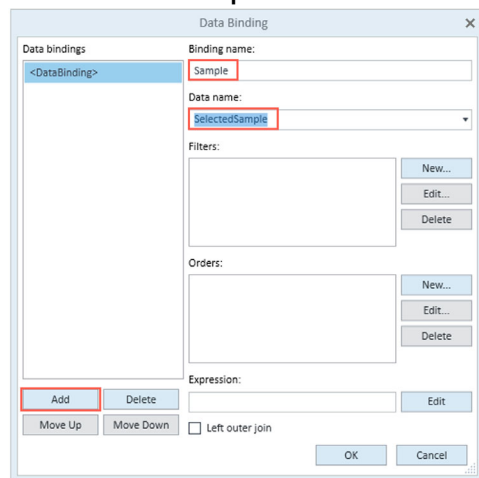 Data Binding
Data bindings
<DataBinding>
Add
Delete
Move Up
Move Down
Binding name:
Sample
Data name:
SelectedSample
Filters:
New...
Edit...
Delete
Orders:
New...
Edit...
Delete
Expression:
Edit
Left outer join
OK
Cancel